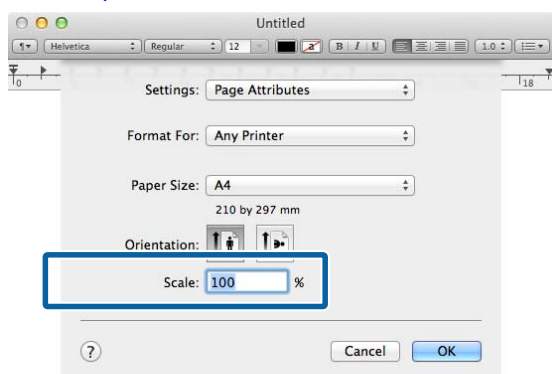 Untitled
¶ Helvetica Regular 12 a B I U 1.0
0 18
Settings: Page Attributes
Format For: Any Printer
Paper Size: A4
210 by 297 mm
Orientation:
Scale: 100 %
? Cancel OK